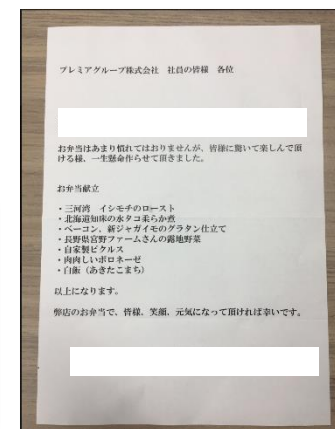 プレミアグループ株式会社 社員の皆様 各位
お弁当はあまり慣れてはおりませんが、皆様に驚いて楽しんで頂
ける様、一生懸命作らせて頂きました。
お弁当献立
・三河湾 イシモチのロースト
・北海道知床の水タコ柔らか煮
・ベーコン、新ジャガイモのグラタン仕立て
・長野県宮野ファームさんの露地野菜
・自家製ピクルス
・肉肉しいボロネーゼ
・白飯（あきたこまち）
以上になります。
弊店のお弁当で、皆様、笑顔、元気になって頂ければ幸いです。